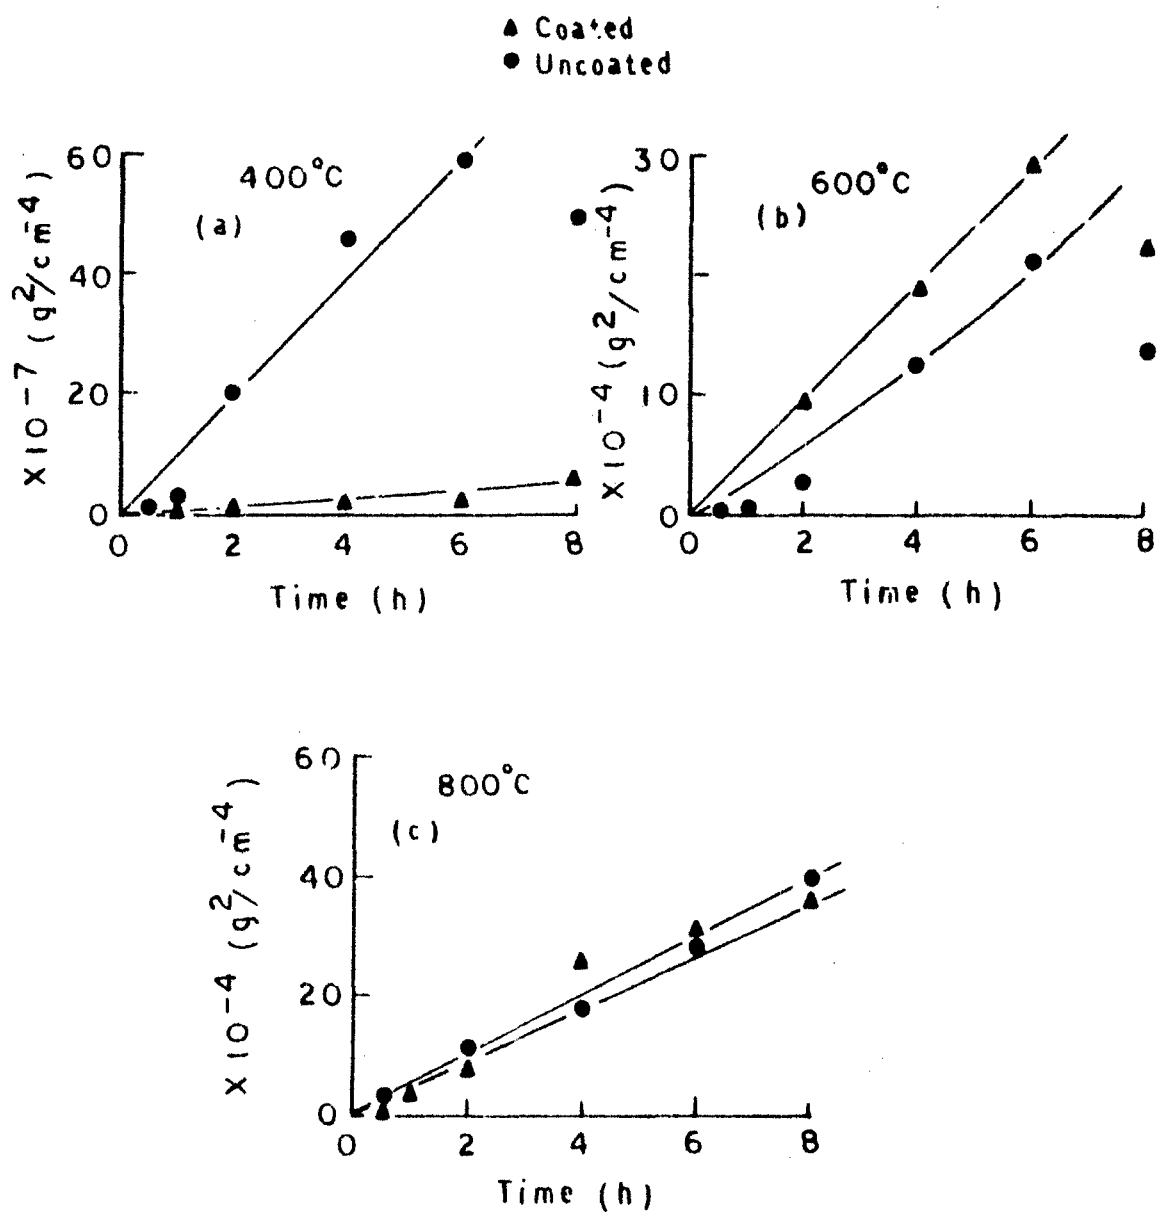 ▲ Coated
● Uncoated
400°C
(a)
X10-7 (g2/cm-4)
60
40
20
0
0 2 4 6 8
Time (h)
600°C
(b)
X10-4 (g2/cm-4)
30
10
0
0 2 4 6 8
Time (h)
800°C
(c)
X10-4 (g2/cm-4)
60
40
20
0
0 2 4 6 8
Time (h)